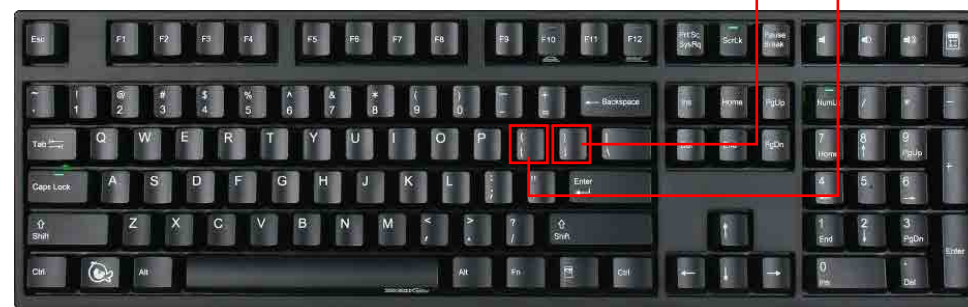 Esc F1 F2 F3 F4 F5 F6 F7 F8 F9 F10 F11 F12 Prt Sc SysRq ScrLk Pause Break
~ ! 1 @ 2 # 3 $ 4 % 5 ^ 6 & 7 * 8 ( 9 ) 0 Backspace Ins Home PgUp NumLk / * -
Tab Q W E R T Y U I O P { [ } ] | \ End PgDn 7 Home 8 9 PgUp +
Caps Lock A S D F G H J K L " Enter 4 5 6
Shift Z X C V B N M < , > . ? / Shift 1 End 2 3 PgDn Enter
Ctrl Alt Alt Fn Ctrl 0 Ins . Del